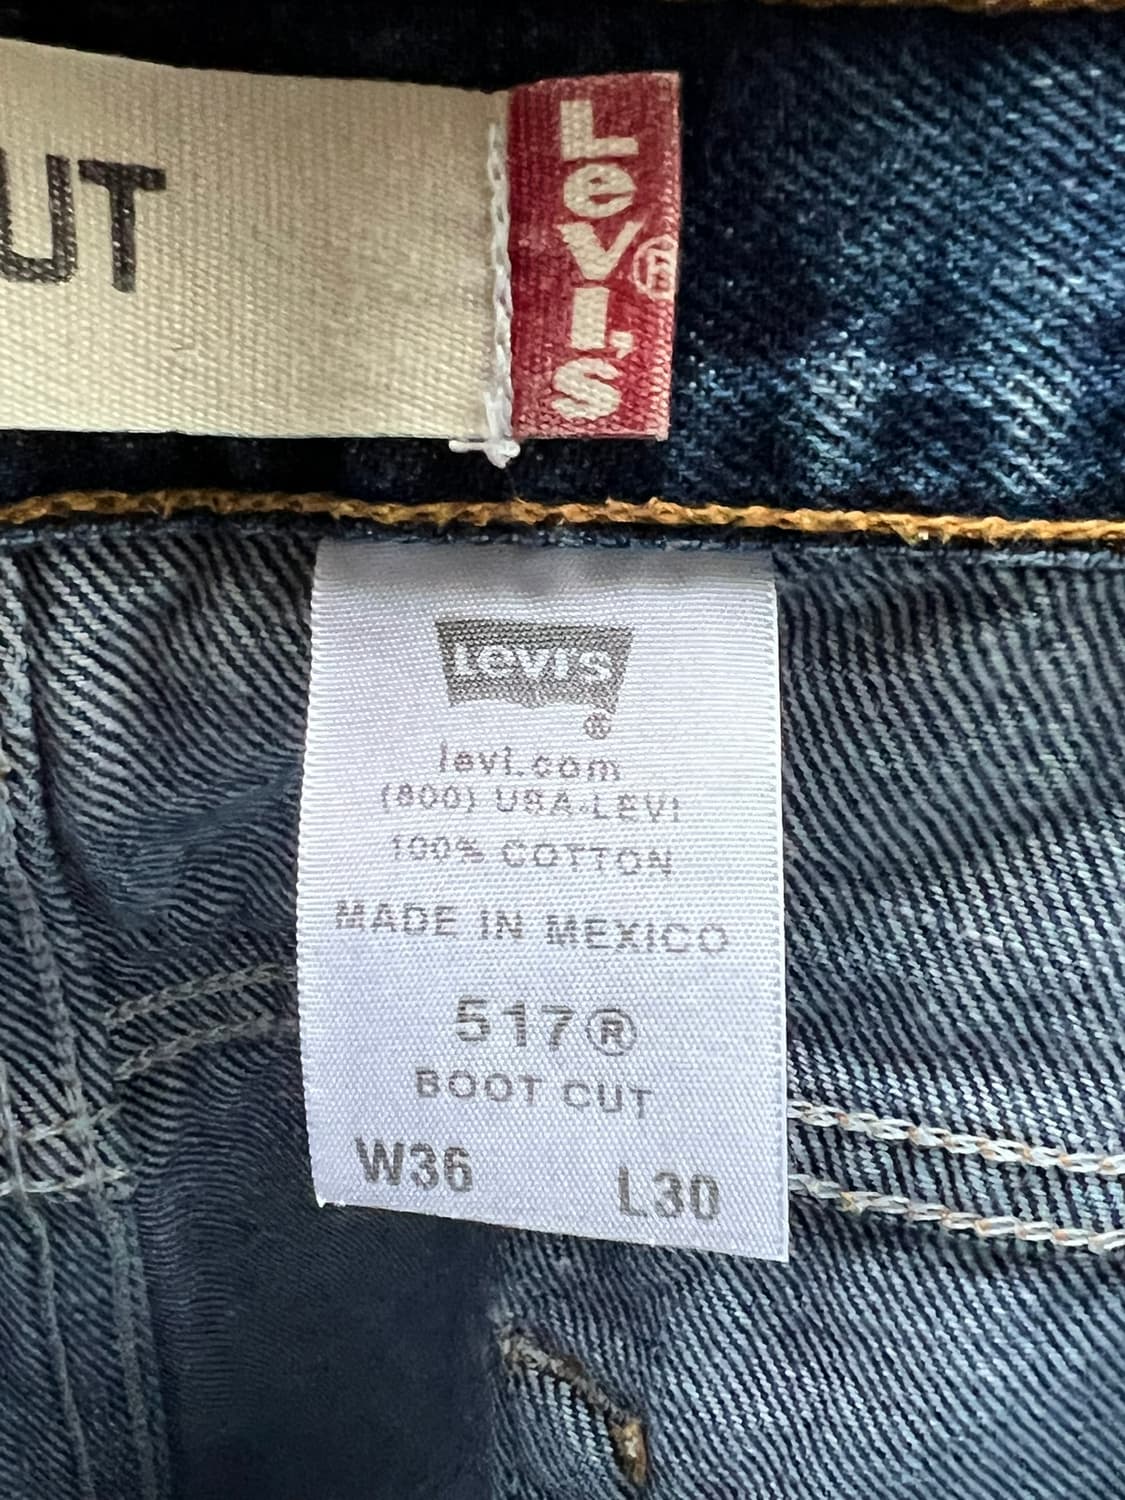 UT
LEVI'S
®
Levi's
®
levi.com
(800) USA-LEVI
100% COTTON
MADE IN MEXICO
517®
BOOT CUT
W36 L30